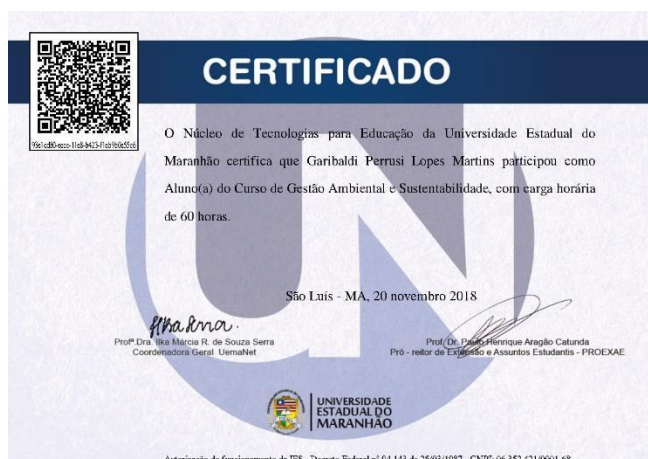 CERTIFICADO
O Núcleo de Tecnologias para Educação da Universidade Estadual do
Maranhão certifica que Garibaldi Perrusi Lopes Martins participou como
Aluno(a) do Curso de Gestão Ambiental e Sustentabilidade, com carga horária
de 60 horas.
São Luís - MA, 20 novembro 2018
Profª Dra. Ilka Márcia R. de Souza Serra
Coordenadora Geral UemaNet
Prof. Dr. Paulo Henrique Aragão Catunda
Pró - reitor de Extensão e Assuntos Estudantis - PROEXAE
UNIVERSIDADE
ESTADUAL DO
MARANHÃO